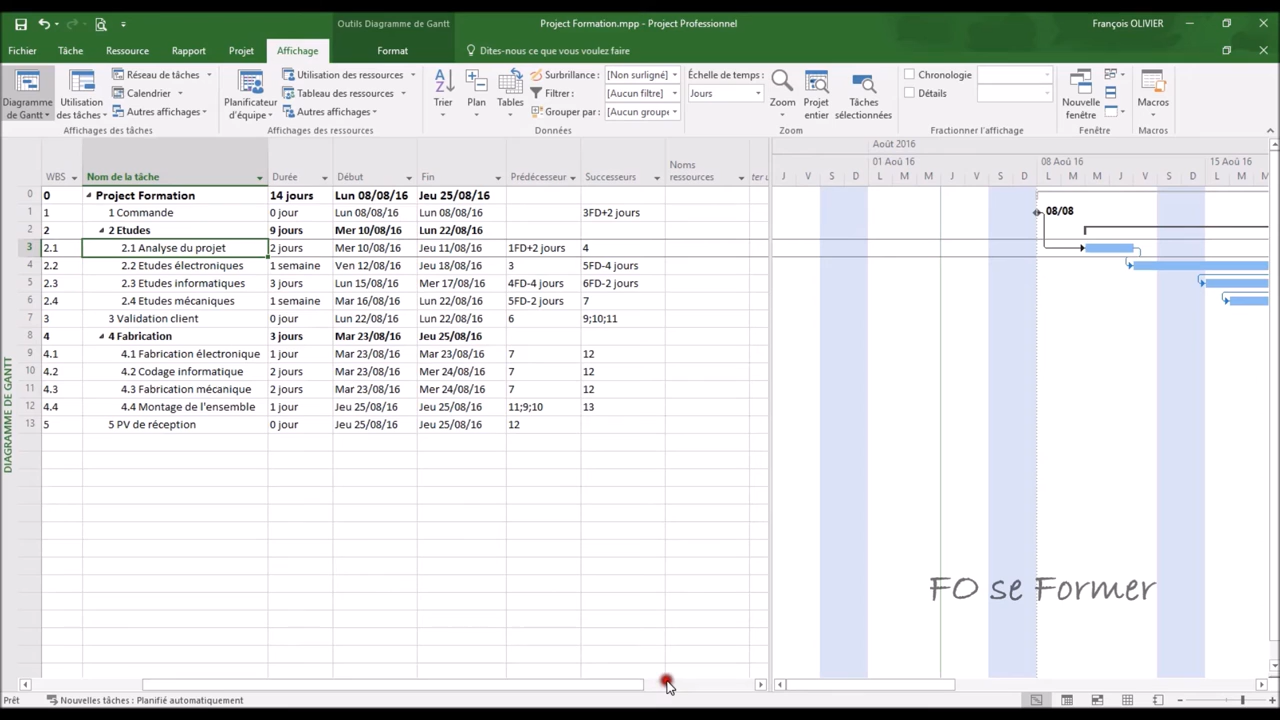 Outils Diagramme de Gantt
Project Formation.mpp - Project Professionnel
François OLIVIER
Fichier Tâche Ressource Rapport Projet Affichage Format Dites-nous ce que vous voulez faire
Diagramme de Gantt
Utilisation des tâches
Réseau de tâches
Calendrier
Autres affichages
Affichages des tâches
Planificateur d'équipe
Utilisation des ressources
Tableau des ressources
Autres affichages
Affichages des ressources
Trier
Plan
Tables
Surbrillance: [Non surligné]
Filtrer: [Aucun filtre]
Grouper par: [Aucun groupe
Données
Échelle de temps:
Jours
Zoom
Projet entier
Tâches sélectionnées
Zoom
Chronologie
Détails
Fractionner l'affichage
Nouvelle fenêtre
Fenêtre
Macros
Macros
WBS Nom de la tâche Durée Début Fin Prédécesseur Successeurs Noms ressources
0 0 Project Formation 14 jours Lun 08/08/16 Jeu 25/08/16
1 1 1 Commande 0 jour Lun 08/08/16 Lun 08/08/16 3FD+2 jours
2 2 2 Etudes 9 jours Mer 10/08/16 Lun 22/08/16
3 2.1 2.1 Analyse du projet 2 jours Mer 10/08/16 Jeu 11/08/16 1FD+2 jours 4
4 2.2 2.2 Etudes électroniques 1 semaine Ven 12/08/16 Jeu 18/08/16 3 5FD-4 jours
5 2.3 2.3 Etudes informatiques 3 jours Lun 15/08/16 Mer 17/08/16 4FD-4 jours 6FD-2 jours
6 2.4 2.4 Etudes mécaniques 1 semaine Mar 16/08/16 Lun 22/08/16 5FD-2 jours 7
7 3 3 Validation client 0 jour Lun 22/08/16 Lun 22/08/16 6 9;10;11
8 4 4 Fabrication 3 jours Mar 23/08/16 Jeu 25/08/16
9 4.1 4.1 Fabrication électronique 1 jour Mar 23/08/16 Mar 23/08/16 7 12
10 4.2 4.2 Codage informatique 2 jours Mar 23/08/16 Mer 24/08/16 7 12
11 4.3 4.3 Fabrication mécanique 2 jours Mar 23/08/16 Mer 24/08/16 7 12
12 4.4 4.4 Montage de l'ensemble 1 jour Jeu 25/08/16 Jeu 25/08/16 11;9;10 13
13 5 5 PV de réception 0 jour Jeu 25/08/16 Jeu 25/08/16 12
DIAGRAMME DE GANTT
Août 2016
01 Aoû 16 08 Aoû 16 15 Aoû 16
J V S D L M M J V S D L M M J V S D L M M
08/08
FO se Former
Prêt Nouvelles tâches : Planifié automatiquement